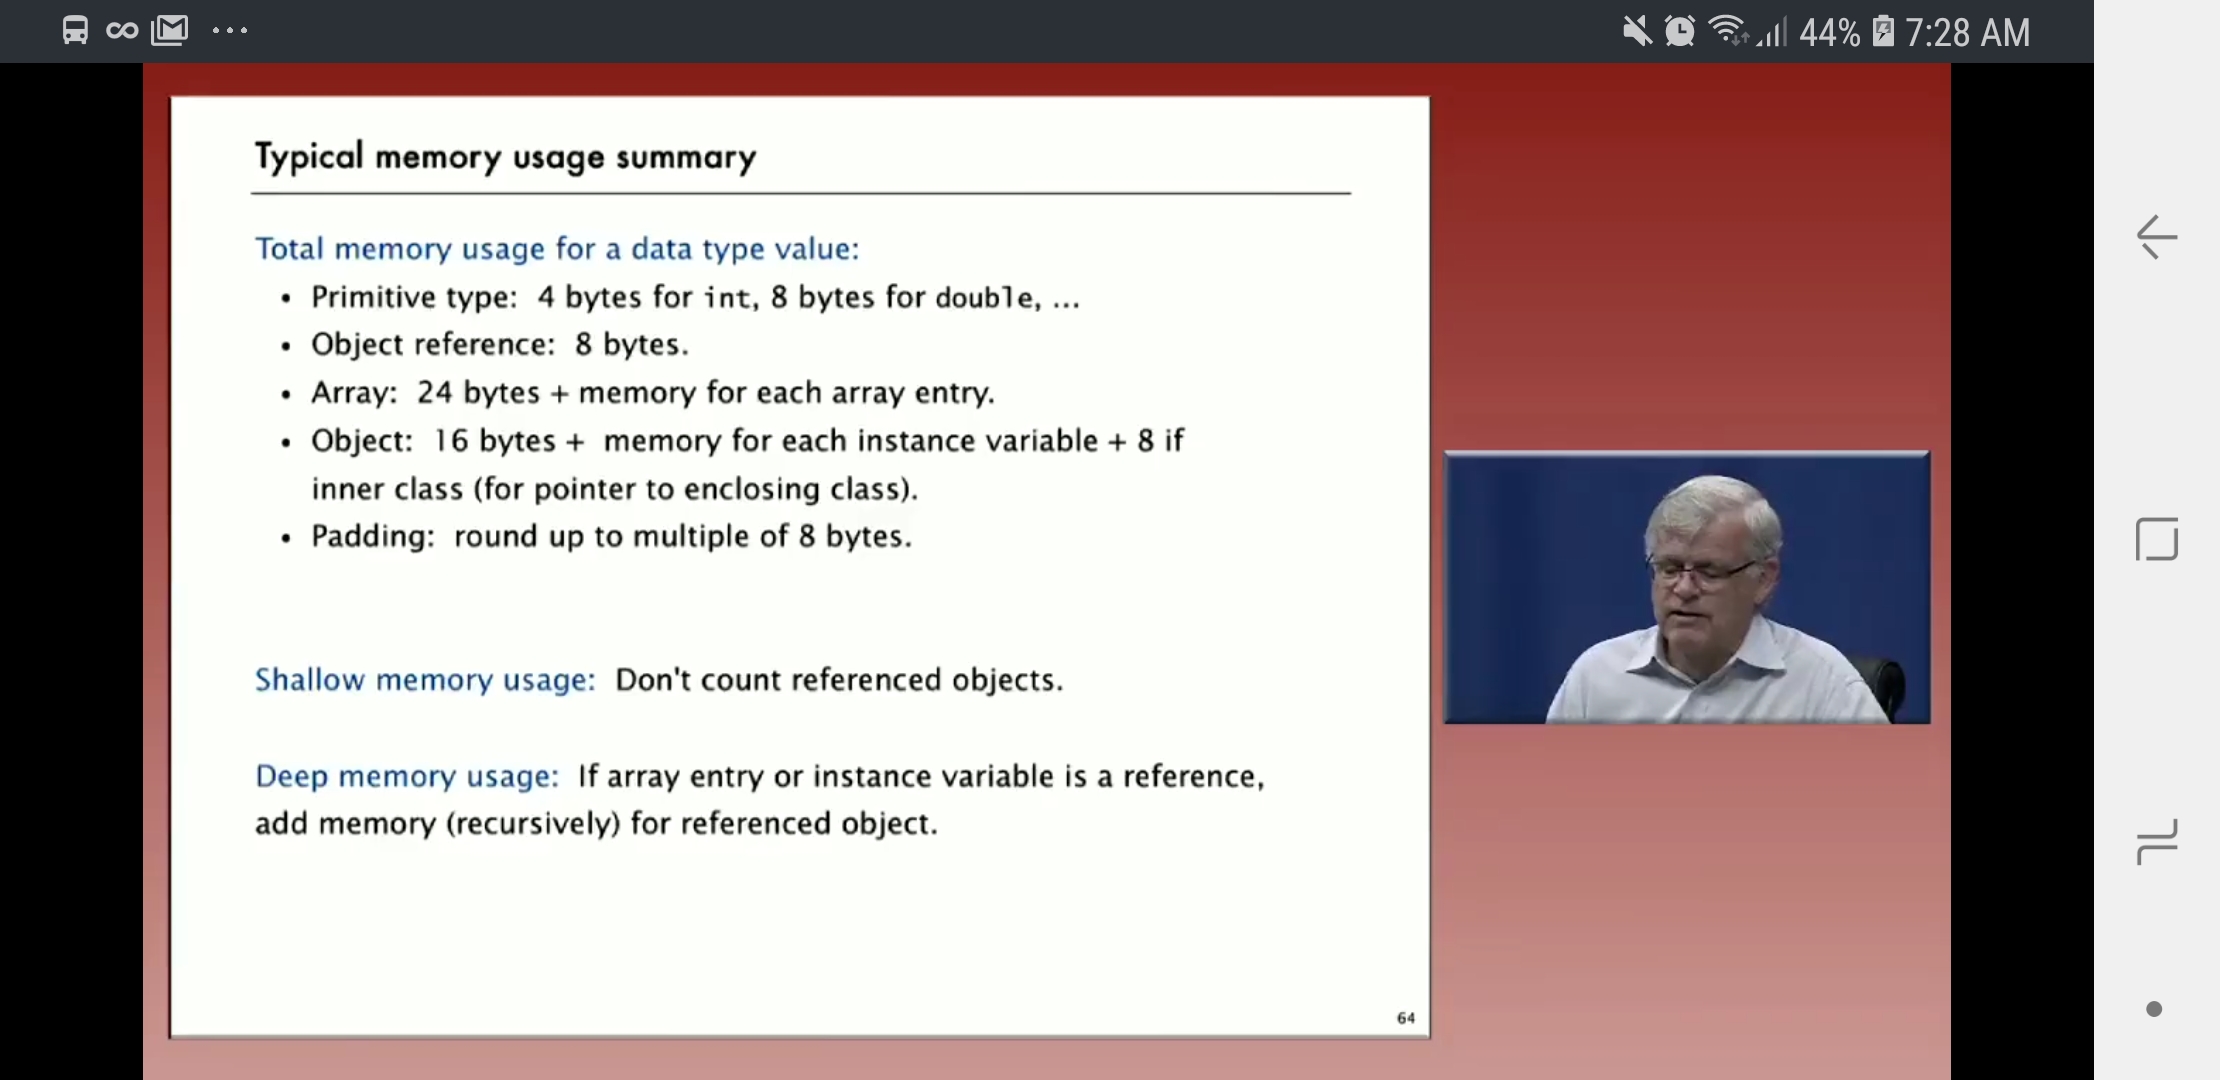 44% 7:28 AM
Typical memory usage summary
Total memory usage for a data type value:
• Primitive type: 4 bytes for int, 8 bytes for double, ...
• Object reference: 8 bytes.
• Array: 24 bytes + memory for each array entry.
• Object: 16 bytes + memory for each instance variable + 8 if
inner class (for pointer to enclosing class).
• Padding: round up to multiple of 8 bytes.
Shallow memory usage: Don't count referenced objects.
Deep memory usage: If array entry or instance variable is a reference,
add memory (recursively) for referenced object.
64